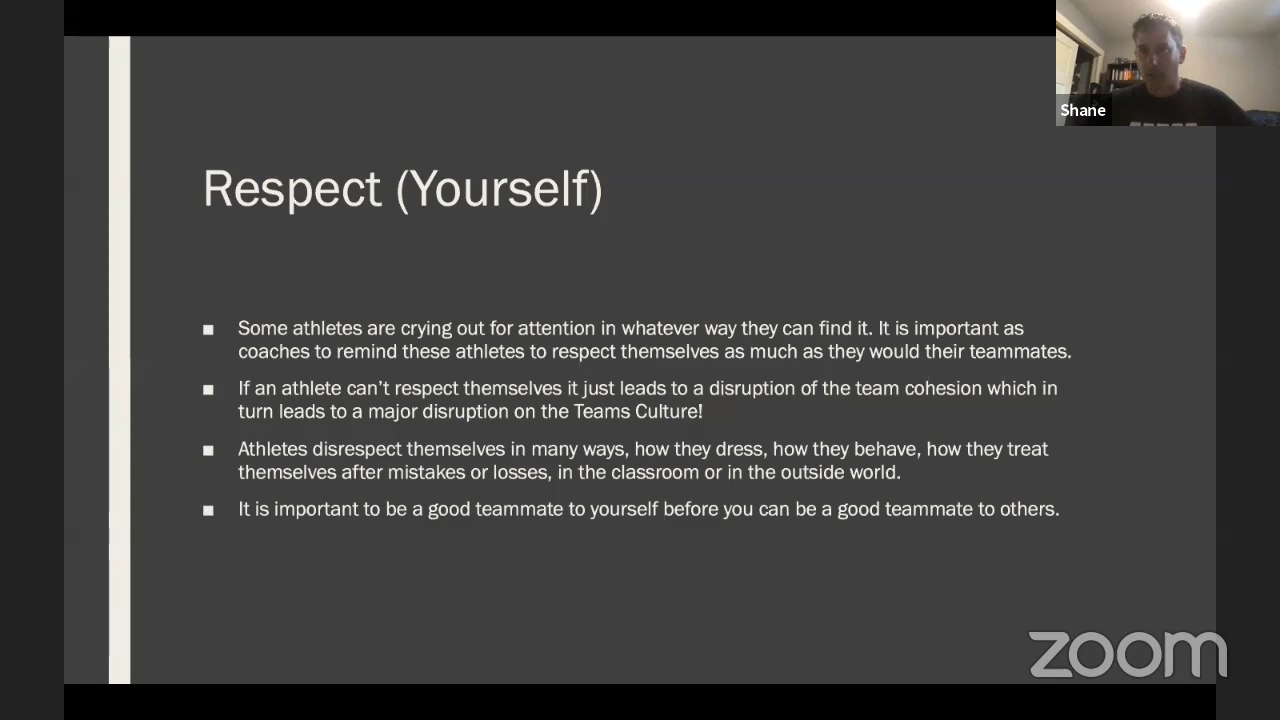 Shane
Respect (Yourself)
■ Some athletes are crying out for attention in whatever way they can find it. It is important as
coaches to remind these athletes to respect themselves as much as they would their teammates.
■ If an athlete can’t respect themselves it just leads to a disruption of the team cohesion which in
turn leads to a major disruption on the Teams Culture!
■ Athletes disrespect themselves in many ways, how they dress, how they behave, how they treat
themselves after mistakes or losses, in the classroom or in the outside world.
■ It is important to be a good teammate to yourself before you can be a good teammate to others.
zoom